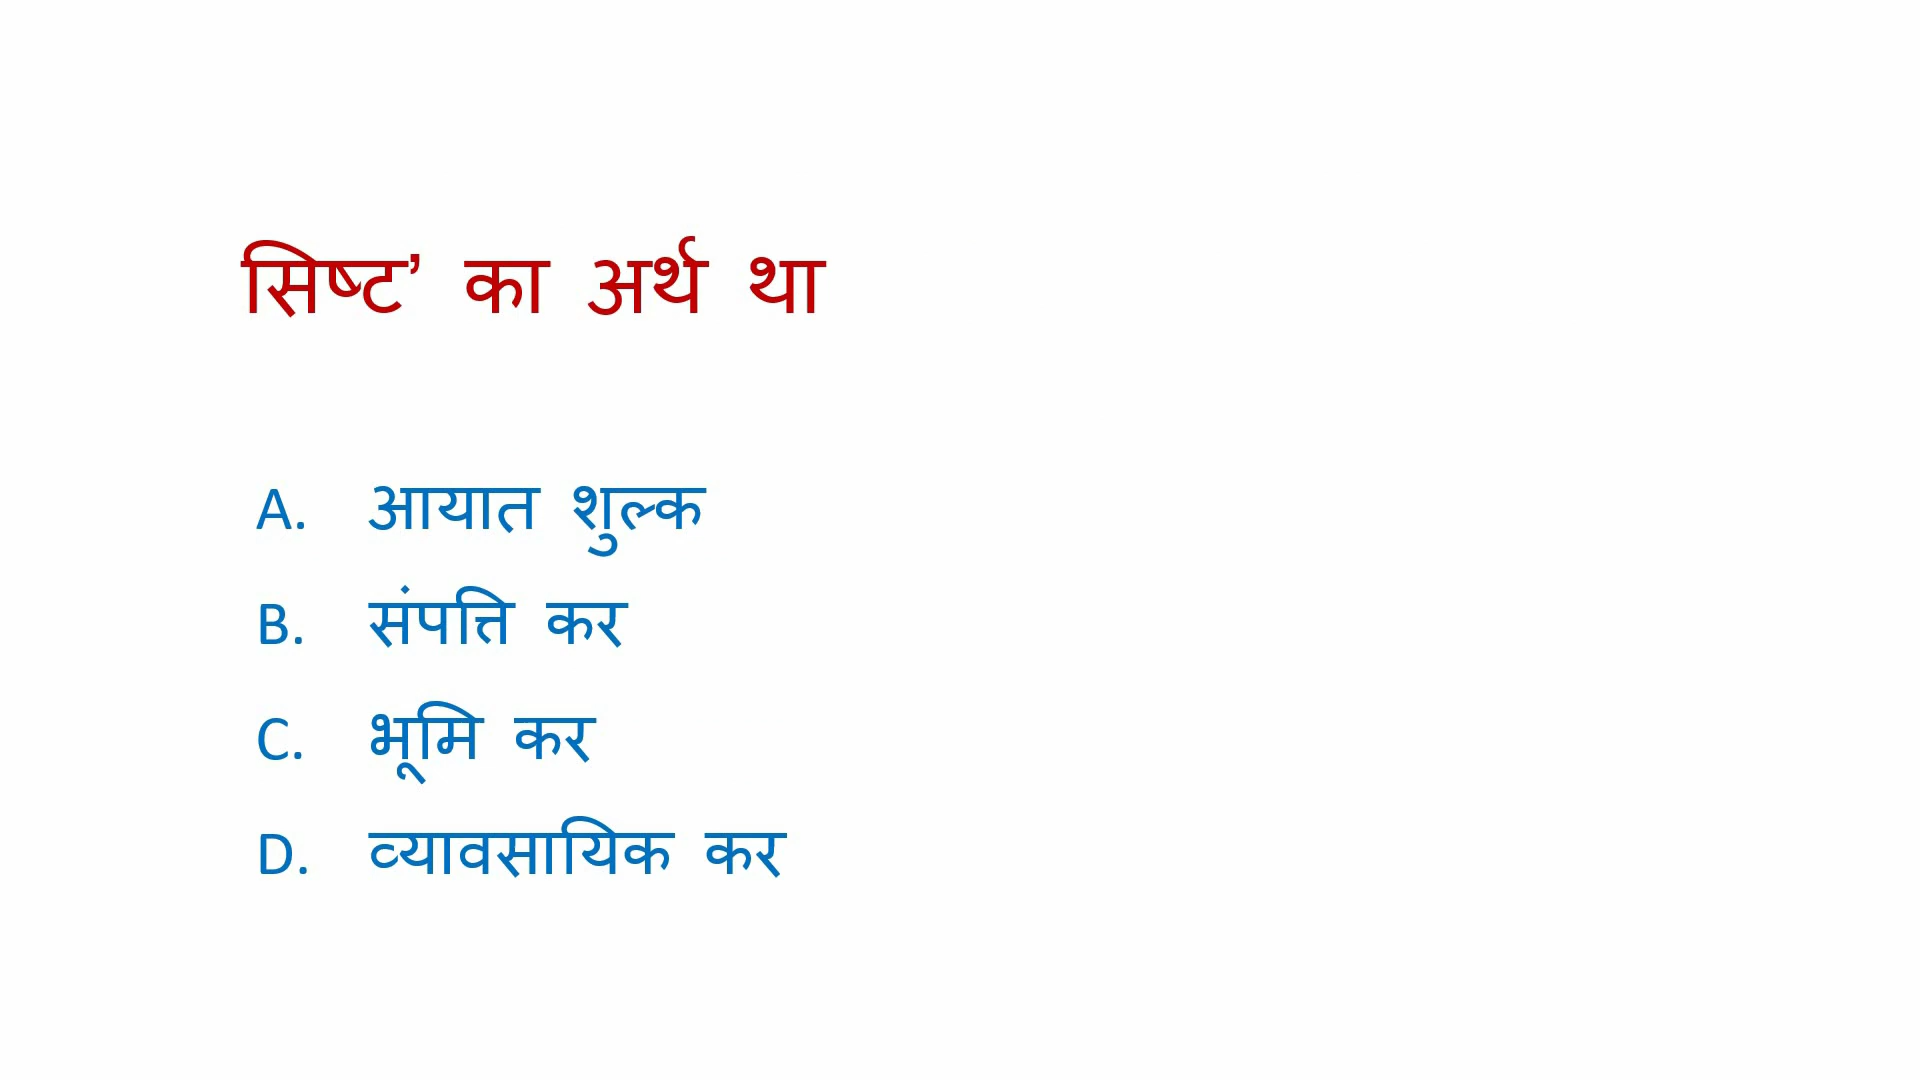 सिष्ट’ का अर्थ था
A. आयात शुल्क
B. संपत्ति कर
C. भूमि कर
D. व्यावसायिक कर